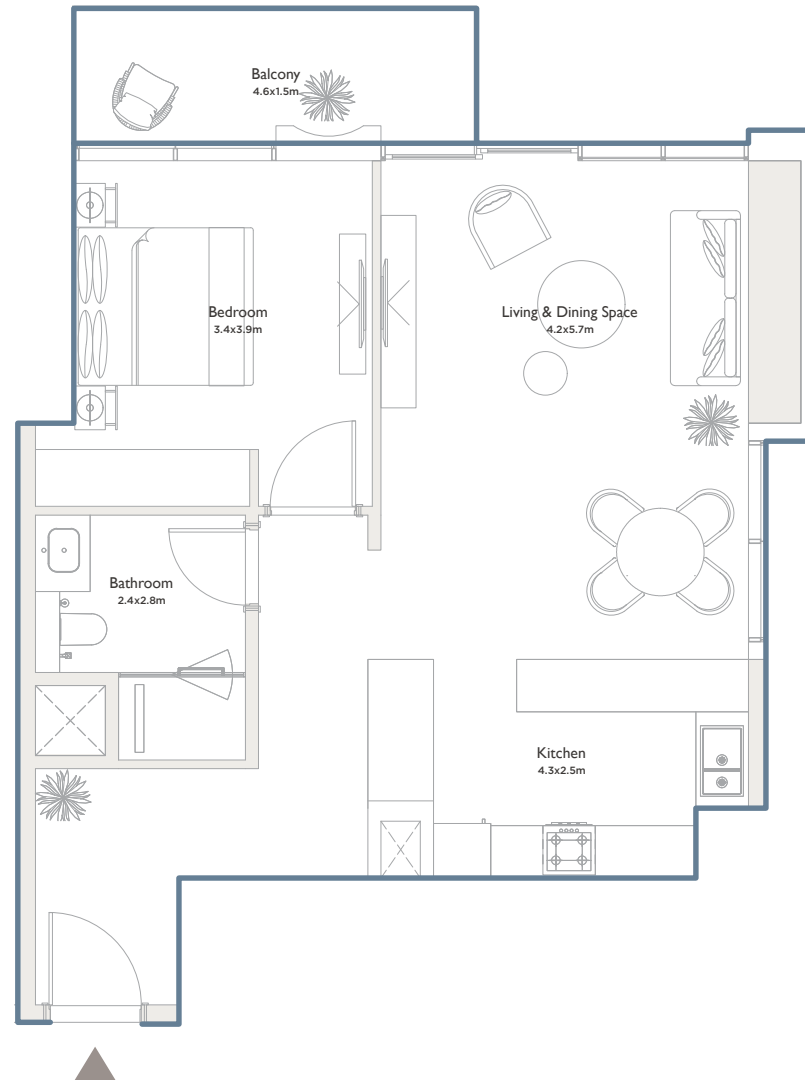 Balcony
4.6x1.5m
Bedroom
3.4x3.9m
Living & Dining Space
4.2x5.7m
Bathroom
2.4x2.8m
Kitchen
4.3x2.5m